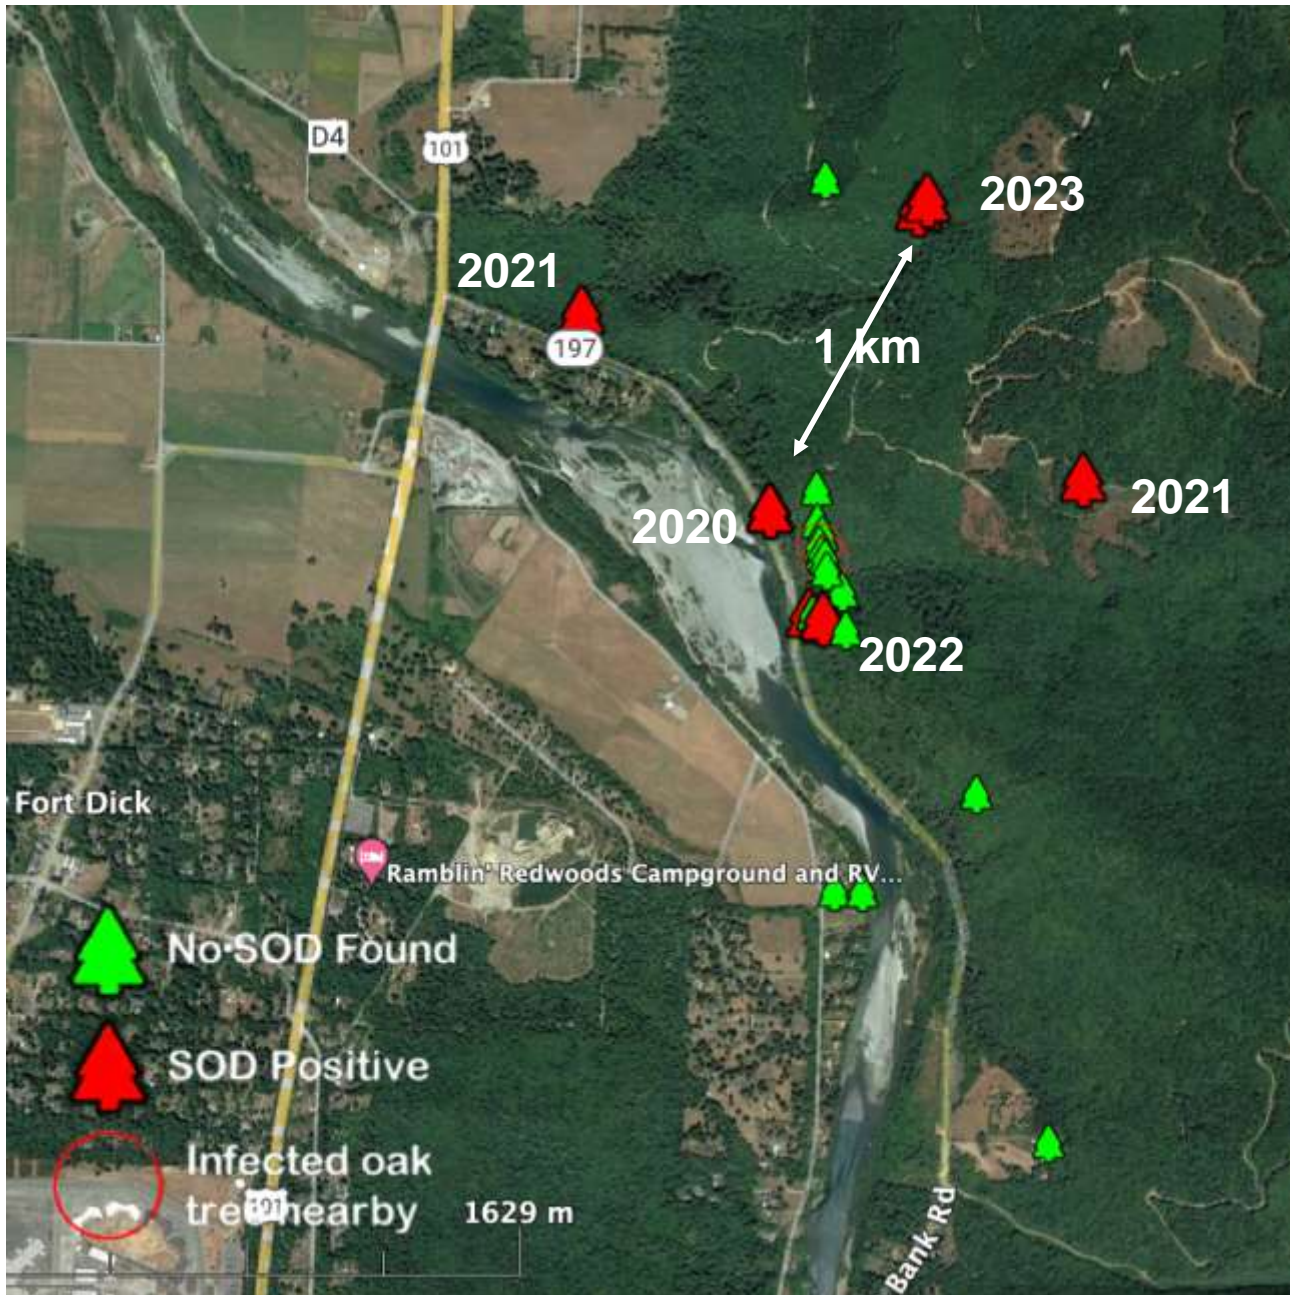 D4
101
2023
2021
197
1 km
2021
2020
2022
Fort Dick
Ramblin' Redwoods Campground and RV...
No SOD Found
SOD Positive
Infected oak
tree nearby
101
1629 m
Bank Rd